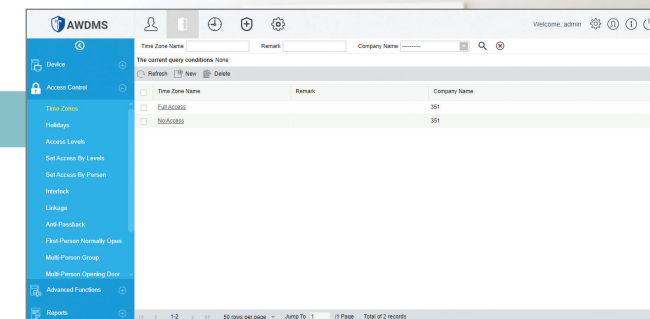 AWDMS
Welcome, admin
Time Zone Name Remark Company Name ----------
The current query conditions None
Refresh New Delete
Time Zone Name Remark Company Name
Full Access 351
No Access 351
Device
Access Control
Time Zones
Holidays
Access Levels
Set Access By Levels
Set Access By Person
Interlock
Linkage
Anti-Passback
First-Person Normally Open
Multi-Person Group
Multi-Person Opening Door
Advanced Functions
Reports
1-2 50 rows per page Jump To 1 /1 Page Total of 2 records